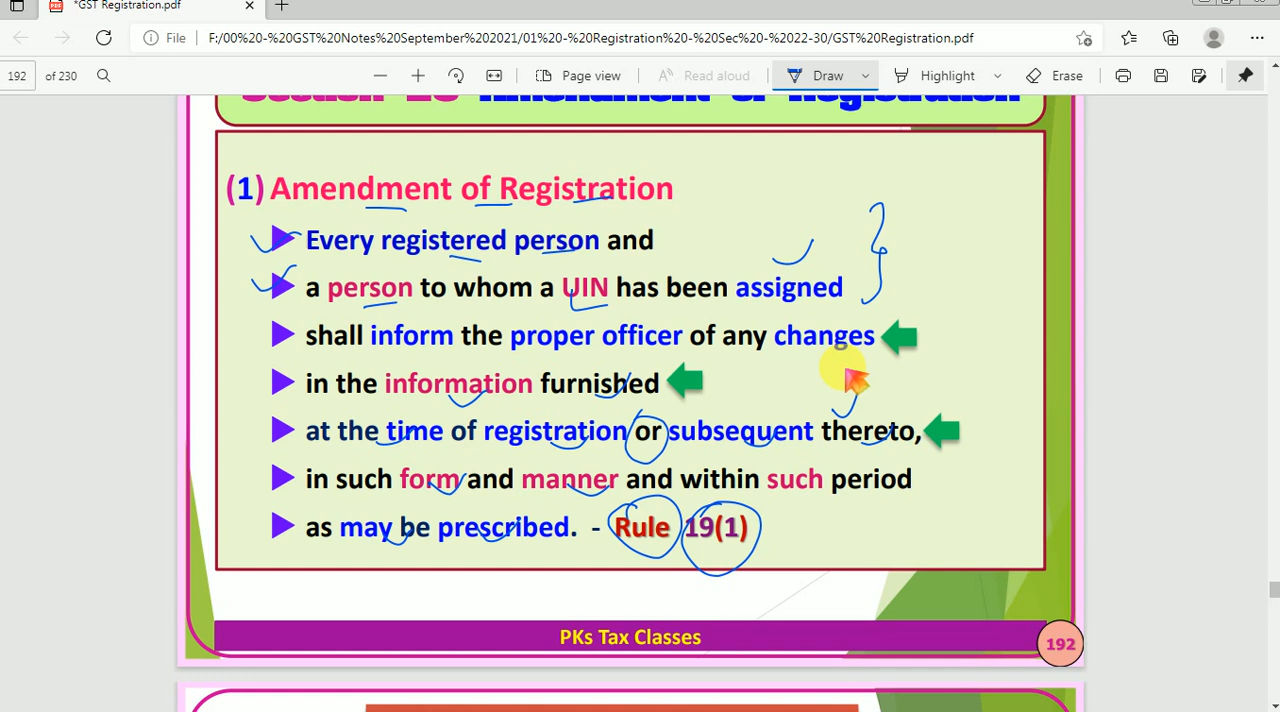 *GST Registration.pdf
File F:/00%20-%20GST%20Notes%20September%202221/01%20-%20Registration%20-%20Sec%20-%2022-30/GST%20Registration.pdf
192 of 230 Page view Read aloud Draw Highlight Erase
Amendment of Registration
(1) Amendment of Registration
Every registered person and
a person to whom a UIN has been assigned
shall inform the proper officer of any changes
in the information furnished
at the time of registration or subsequent thereto,
in such form and manner and within such period
as may be prescribed. - Rule 19(1)
PKs Tax Classes
192